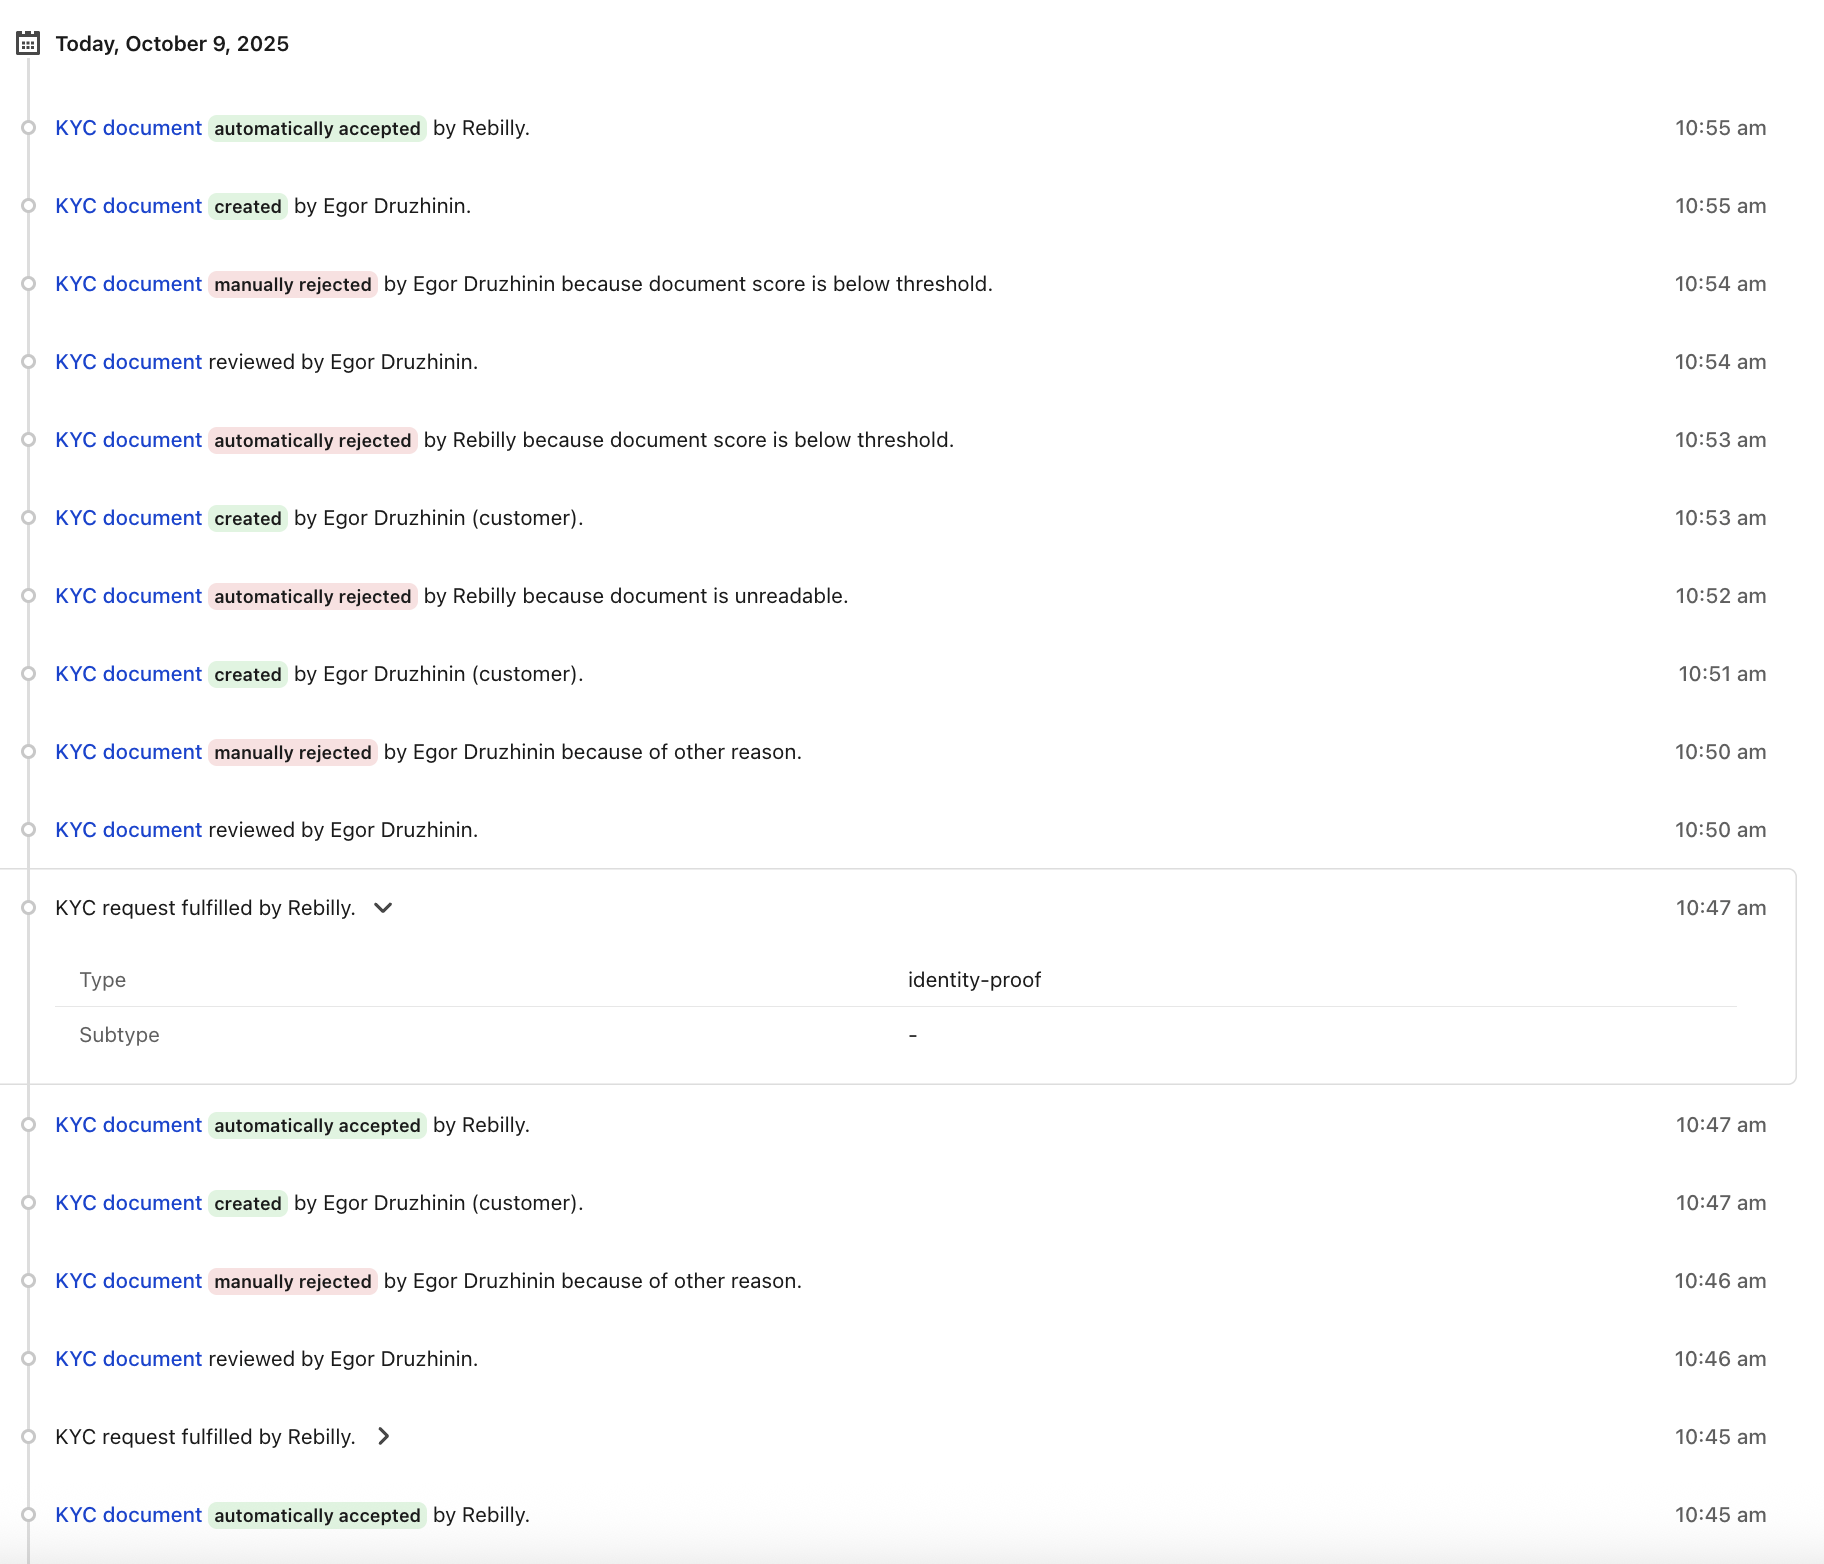 Today, October 9, 2025
KYC document automatically accepted by Rebilly. 10:55 am
KYC document created by Egor Druzhinin. 10:55 am
KYC document manually rejected by Egor Druzhinin because document score is below threshold. 10:54 am
KYC document reviewed by Egor Druzhinin. 10:54 am
KYC document automatically rejected by Rebilly because document score is below threshold. 10:53 am
KYC document created by Egor Druzhinin (customer). 10:53 am
KYC document automatically rejected by Rebilly because document is unreadable. 10:52 am
KYC document created by Egor Druzhinin (customer). 10:51 am
KYC document manually rejected by Egor Druzhinin because of other reason. 10:50 am
KYC document reviewed by Egor Druzhinin. 10:50 am
KYC request fulfilled by Rebilly. 10:47 am
Type identity-proof
Subtype -
KYC document automatically accepted by Rebilly. 10:47 am
KYC document created by Egor Druzhinin (customer). 10:47 am
KYC document manually rejected by Egor Druzhinin because of other reason. 10:46 am
KYC document reviewed by Egor Druzhinin. 10:46 am
KYC request fulfilled by Rebilly. 10:45 am
KYC document automatically accepted by Rebilly. 10:45 am